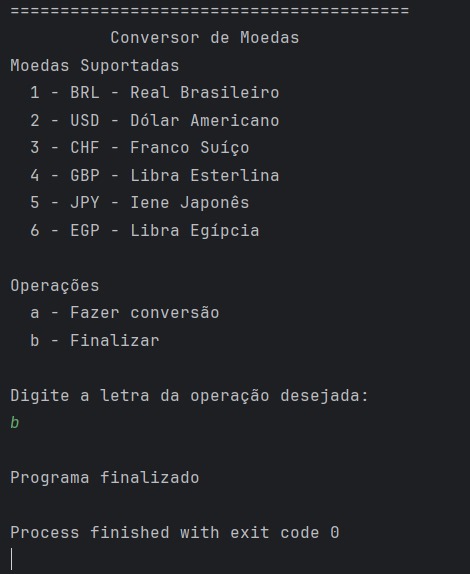 ========================================
Conversor de Moedas
Moedas Suportadas
1 - BRL - Real Brasileiro
2 - USD - Dólar Americano
3 - CHF - Franco Suíço
4 - GBP - Libra Esterlina
5 - JPY - Iene Japonês
6 - EGP - Libra Egípcia
Operações
a - Fazer conversão
b - Finalizar
Digite a letra da operação desejada:
b
Programa finalizado
Process finished with exit code 0